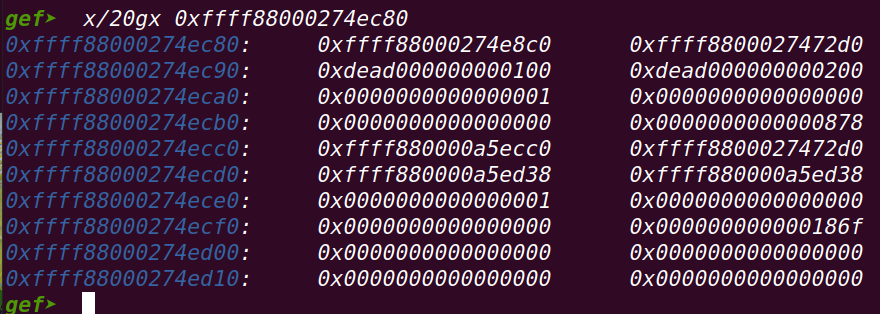 gef➤  x/20gx 0xffff88000274ec80
0xffff88000274ec80:	0xffff88000274e8c0	0xffff8800027472d0
0xffff88000274ec90:	0xdead000000000100	0xdead000000000200
0xffff88000274eca0:	0x0000000000000001	0x0000000000000000
0xffff88000274ecb0:	0x0000000000000000	0x0000000000000878
0xffff88000274ecc0:	0xffff880000a5ecc0	0xffff8800027472d0
0xffff88000274ecd0:	0xffff880000a5ed38	0xffff880000a5ed38
0xffff88000274ece0:	0x0000000000000001	0x0000000000000000
0xffff88000274ecf0:	0x0000000000000000	0x000000000000186f
0xffff88000274ed00:	0x0000000000000000	0x0000000000000000
0xffff88000274ed10:	0x0000000000000000	0x0000000000000000
gef➤